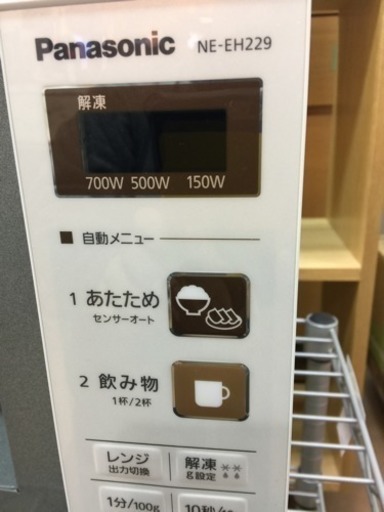 Panasonic NE-EH229
解凍
700W 500W 150W
■ 自動メニュー
1 あたため
センサーオート
2 飲み物
1杯/2杯
レンジ
出力切換
解凍
g設定
1分/100g
10秒/